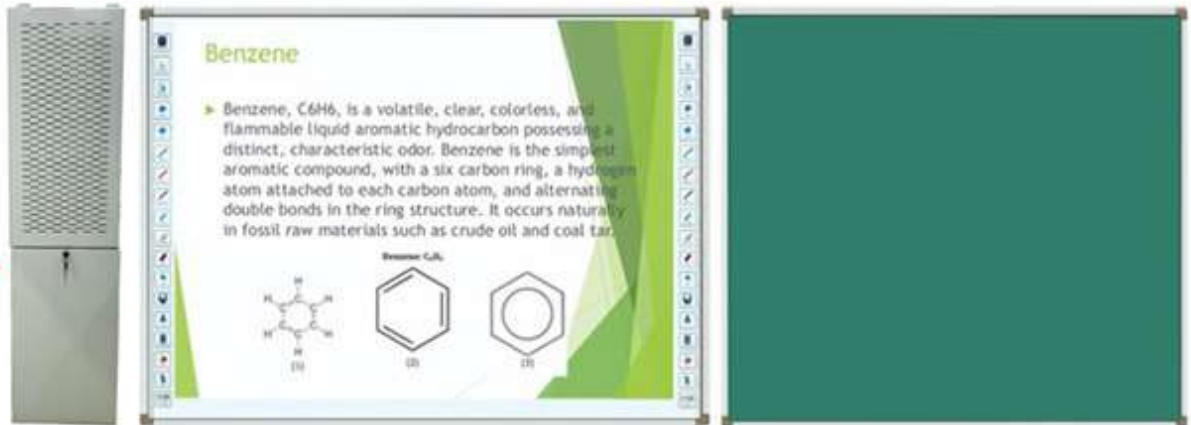 Benzene
Benzene, C6H6, is a volatile, clear, colorless, and
flammable liquid aromatic hydrocarbon possessing a
distinct, characteristic odor. Benzene is the simplest
aromatic compound, with a six carbon ring, a hydrogen
atom attached to each carbon atom, and alternating
double bonds in the ring structure. It occurs naturally
in fossil raw materials such as crude oil and coal tar.
Benzene: C₆H₆
H
H C H
C C
C C
H C H
H
(1) (2) (3)